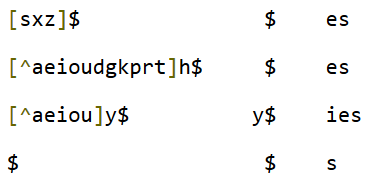 [sxz]$ $ es
[^aeioudgkprt]h$ $ es
[^aeiou]y$ y$ ies
$ $ s